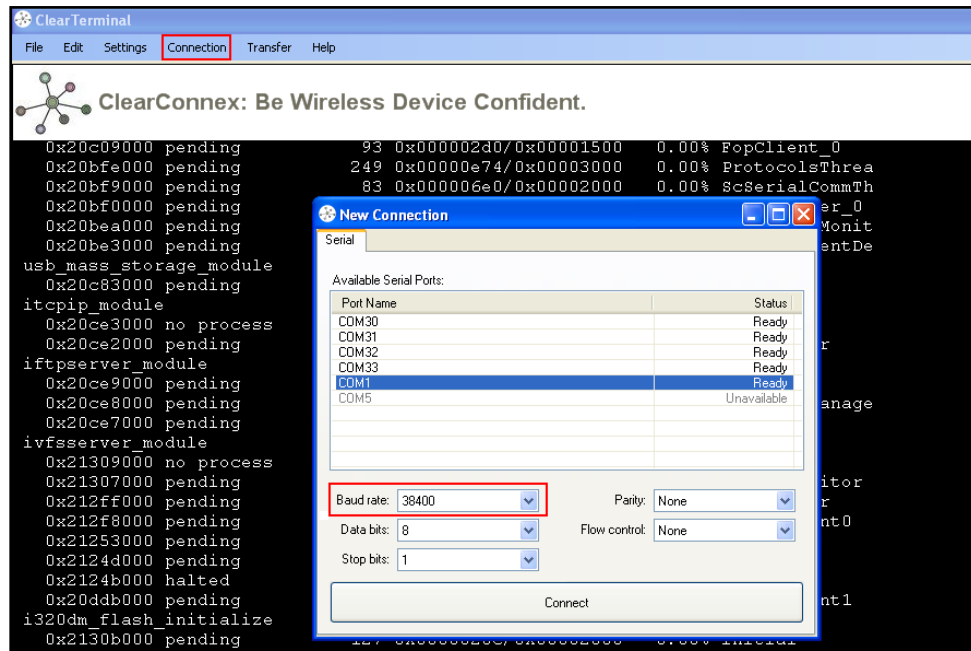 ClearTerminal
File Edit Settings Connection Transfer Help
ClearConnex: Be Wireless Device Confident.
0x20c09000 pending 93 0x000002d0/0x00001500 0.00% FopClient_0
0x20bfe000 pending 249 0x00000e74/0x00003000 0.00% ProtocolsThrea
0x20bf9000 pending 83 0x000006e0/0x00002000 0.00% ScSerialCommTh
0x20bf0000 pending er_0
0x20bea000 pending Monit
0x20be3000 pending entDe
usb_mass_storage_module
0x20c83000 pending
itcpip_module
0x20ce3000 no process
0x20ce2000 pending r
iftpserver_module
0x20ce9000 pending
0x20ce8000 pending anage
0x20ce7000 pending
ivfsserver_module
0x21309000 no process
0x21307000 pending itor
0x212ff000 pending r
0x212f8000 pending nt0
0x21253000 pending
0x2124d000 pending
0x2124b000 halted
0x20ddb000 pending nt1
i320dm_flash_initialize
0x2130b000 pending
New Connection
Serial
Available Serial Ports:
Port Name Status
COM30 Ready
COM31 Ready
COM32 Ready
COM33 Ready
COM1 Ready
COM5 Unavailable
Baud rate: 38400 Parity: None
Data bits: 8 Flow control: None
Stop bits: 1
Connect